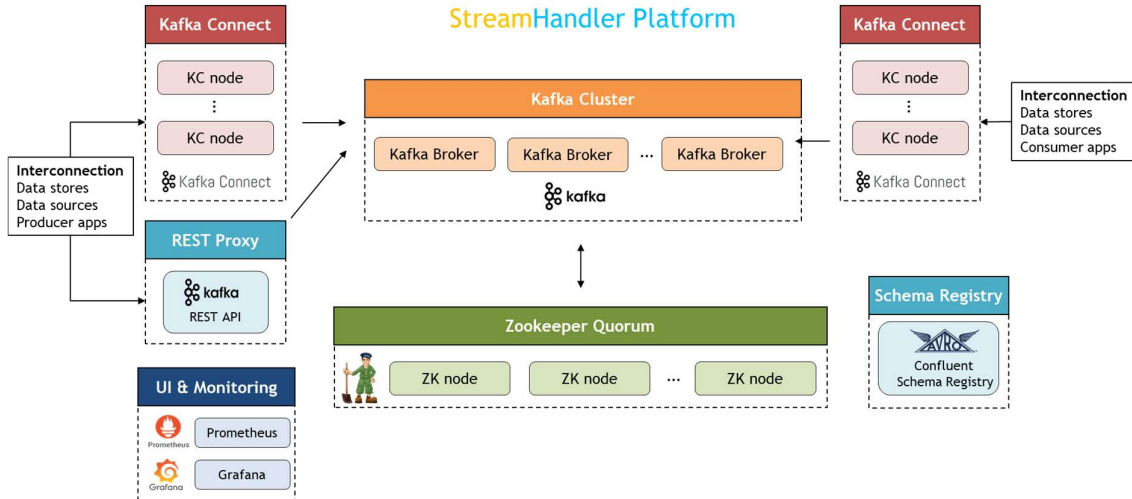 StreamHandler Platform
Kafka Connect
KC node
⋮
KC node
Kafka Connect
Interconnection
Data stores
Data sources
Producer apps
REST Proxy
kafka
REST API
UI & Monitoring
Prometheus
Prometheus
Grafana
Grafana
Kafka Cluster
Kafka Broker
Kafka Broker
...
Kafka Broker
kafka
Zookeeper Quorum
ZK node
ZK node
...
ZK node
Kafka Connect
KC node
⋮
KC node
Kafka Connect
Interconnection
Data stores
Data sources
Consumer apps
Schema Registry
AVRO
Confluent
Schema Registry